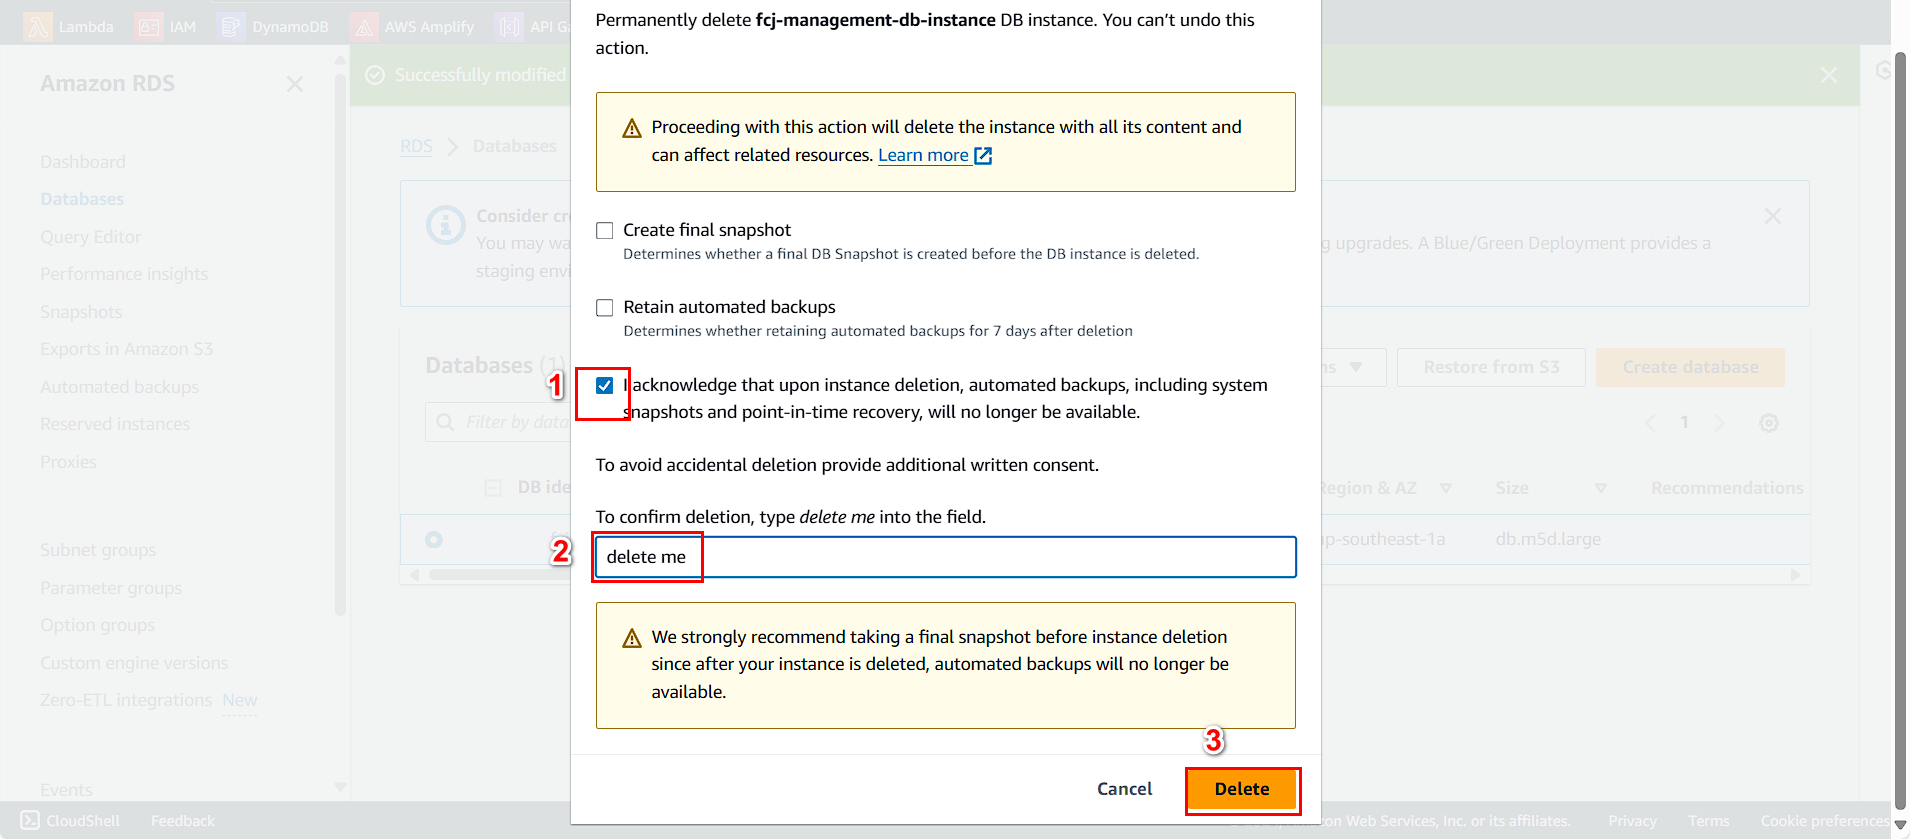 Lambda
IAM
DynamoDB
AWS Amplify
API Ga
Amazon RDS
Dashboard
Databases
Query Editor
Performance insights
Snapshots
Exports in Amazon S3
Automated backups
Reserved instances
Proxies
Subnet groups
Parameter groups
Option groups
Custom engine versions
Zero-ETL integrations New
Events
Successfully modified
RDS > Databases
Consider cr
You may wa
g upgrades. A Blue/Green Deployment provides a
staging envi
Databases (1)
ns
Restore from S3
Create database
Filter by data
1
DB ide
Region & AZ
Size
Recommendations
ap-southeast-1a
db.m5d.large
Permanently delete fcj-management-db-instance DB instance. You can't undo this
action.
Proceeding with this action will delete the instance with all its content and
can affect related resources. Learn more
Create final snapshot
Determines whether a final DB Snapshot is created before the DB instance is deleted.
Retain automated backups
Determines whether retaining automated backups for 7 days after deletion
1
I acknowledge that upon instance deletion, automated backups, including system
snapshots and point-in-time recovery, will no longer be available.
To avoid accidental deletion provide additional written consent.
To confirm deletion, type delete me into the field.
2
delete me
We strongly recommend taking a final snapshot before instance deletion
since after your instance is deleted, automated backups will no longer be
available.
3
Cancel
Delete
CloudShell
Feedback
on Web Services, Inc. or its affiliates.
Privacy
Terms
Cookie preferences